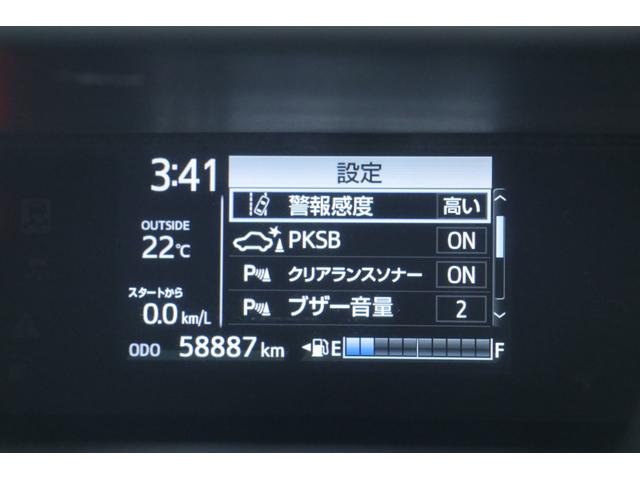 3:41
OUTSIDE
22℃
スタートから
0.0 km/L
設定
警報感度 高い
PKSB ON
P クリアランスソナー ON
P ブザー音量 2
ODO 58887 km E F